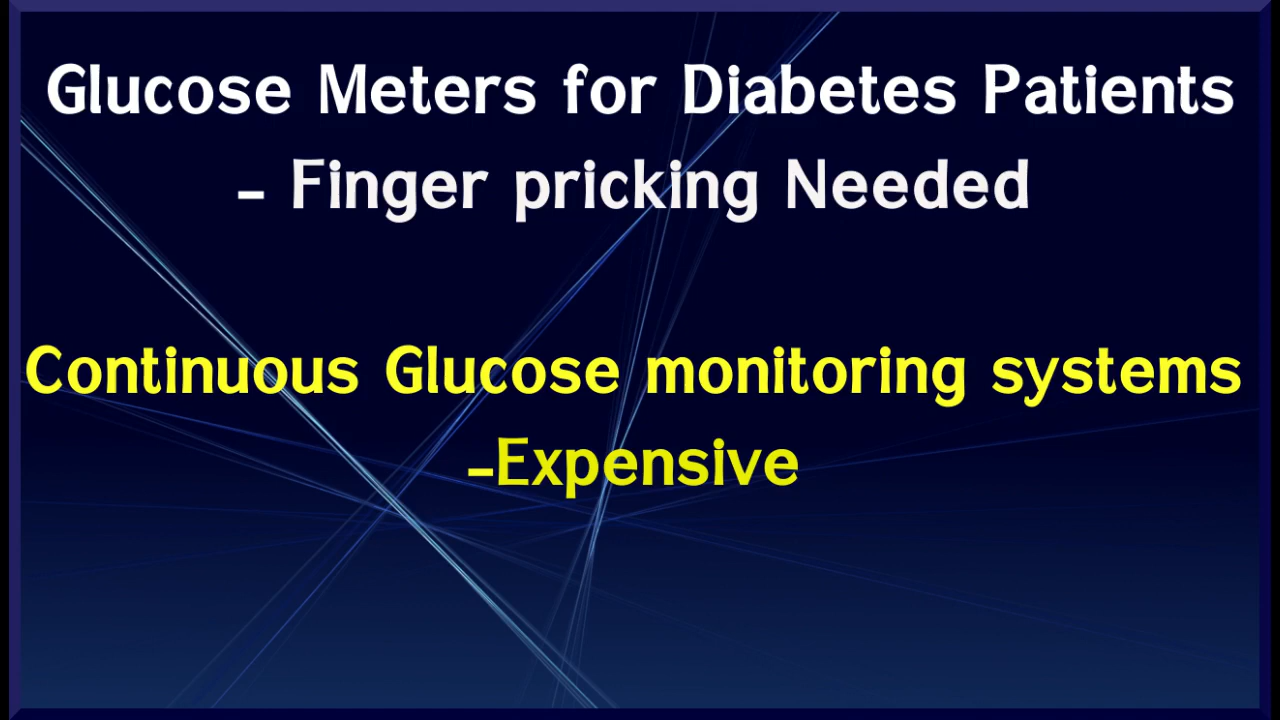 Glucose Meters for Diabetes Patients
- Finger pricking Needed
Continuous Glucose monitoring systems
-Expensive